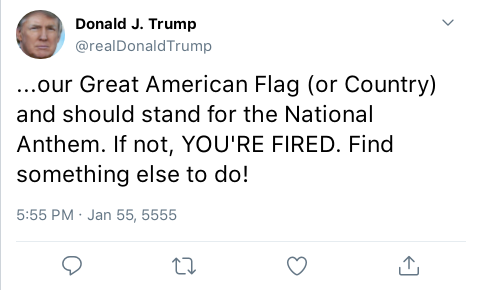 Donald J. Trump
@realDonaldTrump
...our Great American Flag (or Country)
and should stand for the National
Anthem. If not, YOU'RE FIRED. Find
something else to do!
5:55 PM · Jan 55, 5555